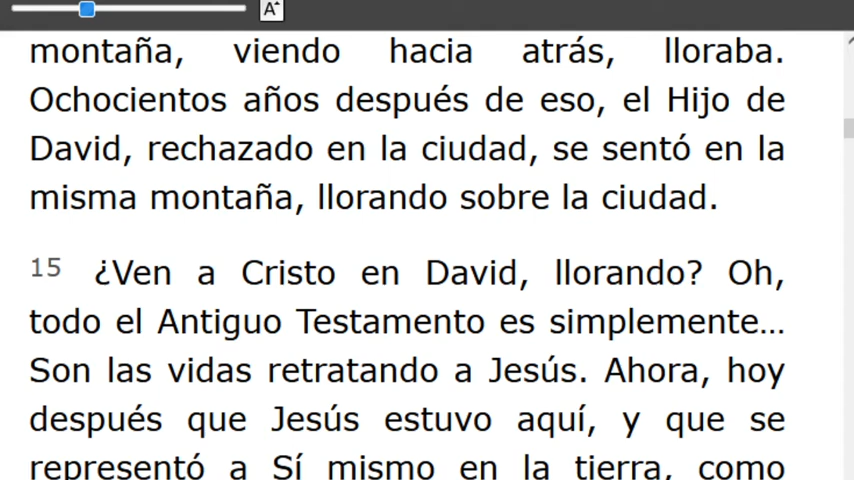 A
montaña, viendo hacia atrás, lloraba.
Ochocientos años después de eso, el Hijo de
David, rechazado en la ciudad, se sentó en la
misma montaña, llorando sobre la ciudad.
15 ¿Ven a Cristo en David, llorando? Oh,
todo el Antiguo Testamento es simplemente...
Son las vidas retratando a Jesús. Ahora, hoy
después que Jesús estuvo aquí, y que se
representó a Sí mismo en la tierra, como